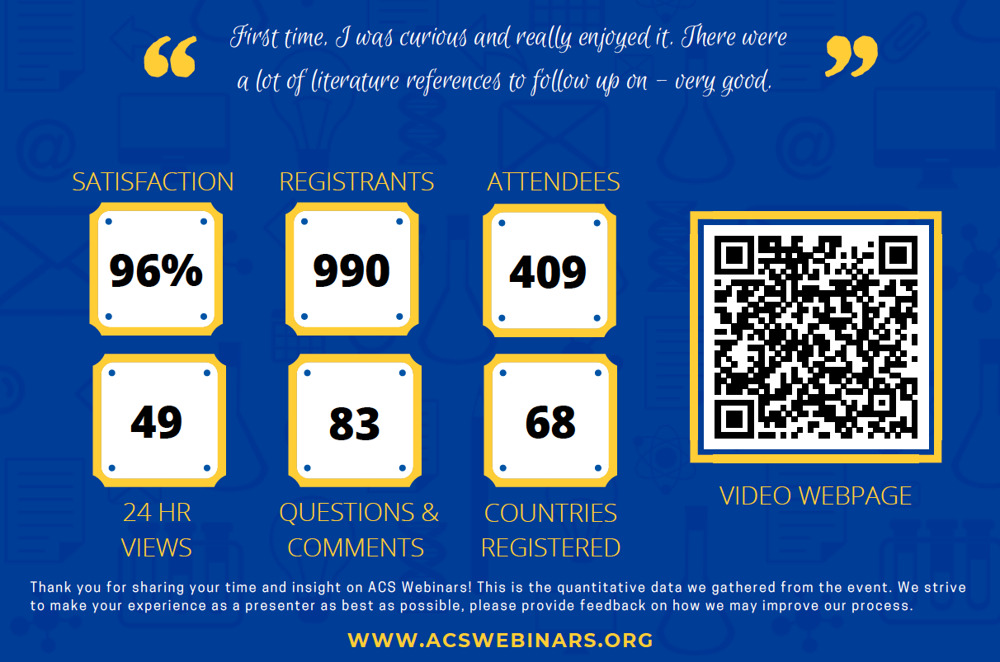 “ First time, I was curious and really enjoyed it. There were ”
a lot of literature references to follow up on – very good.
SATISFACTION
96%
REGISTRANTS
990
ATTENDEES
409
49
24 HR
VIEWS
83
QUESTIONS &
COMMENTS
68
COUNTRIES
REGISTERED
VIDEO WEBPAGE
Thank you for sharing your time and insight on ACS Webinars! This is the quantitative data we gathered from the event. We strive
to make your experience as a presenter as best as possible, please provide feedback on how we may improve our process.
WWW.ACSWEBINARS.ORG